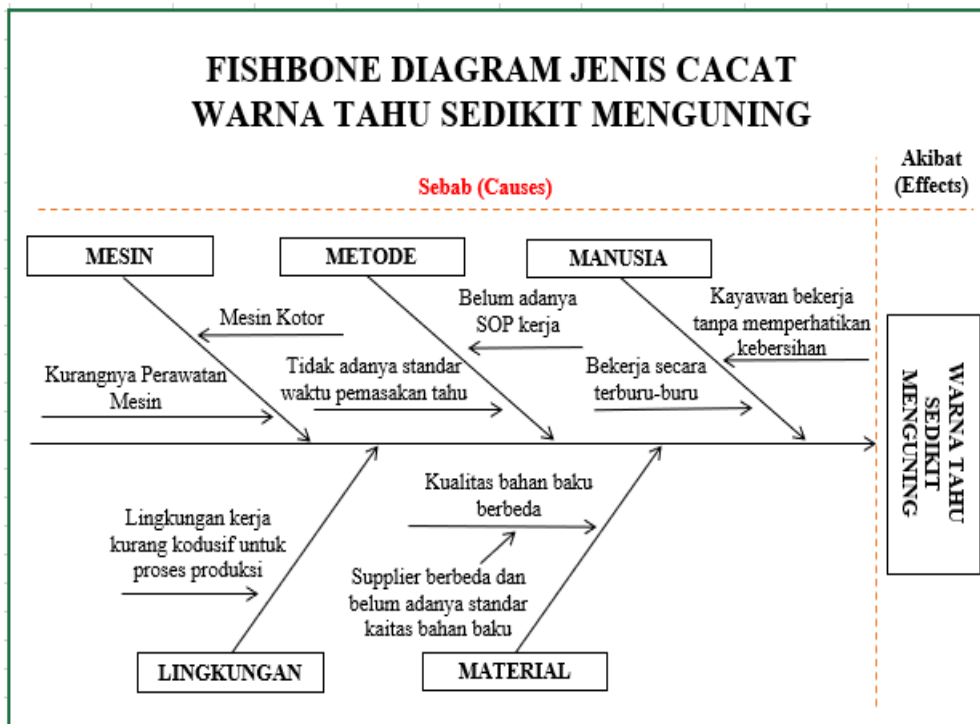 FISHBONE DIAGRAM JENIS CACAT
WARNA TAHU SEDIKIT MENGUNING
Sebab (Causes)
Akibat
(Effects)
MESIN
METODE
MANUSIA
Mesin Kotor
Kurangnya Perawatan
Mesin
Belum adanya
SOP kerja
Tidak adanya standar
waktu pemasakan tahu
Kayawan bekerja
tanpa memperhatikan
kebersihan
Bekerja secara
terburu-buru
WARNA TAHU
SEDIKIT
MENGUNING
Lingkungan kerja
kurang kodusif untuk
proses produksi
Kualitas bahan baku
berbeda
Supplier berbeda dan
belum adanya standar
kaitas bahan baku
LINGKUNGAN
MATERIAL